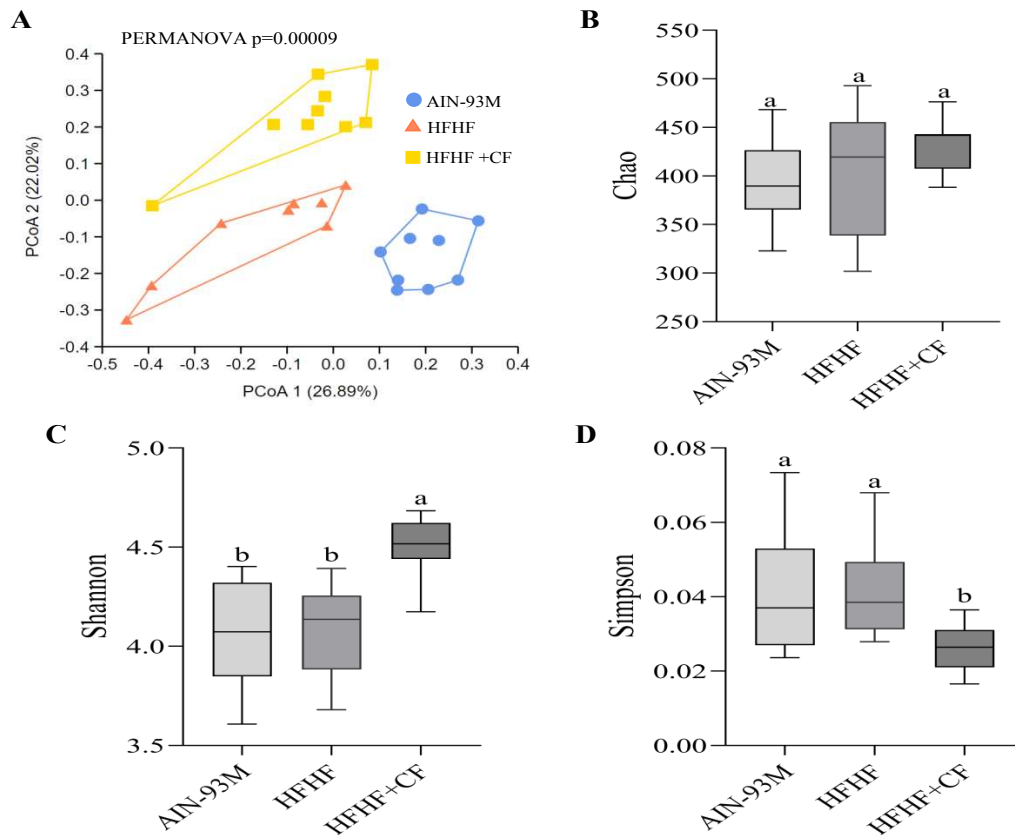 A
PERMANOVA p=0.00009
0.4
0.3
0.2
0.1
0.0
-0.1
-0.2
-0.3
-0.4
PCoA 2 (22.02%)
-0.5
-0.4
-0.3
-0.2
-0.1
0.0
0.1
0.2
0.3
0.4
PCoA 1 (26.89%)
AIN-93M
HFHF
HFHF +CF
B
550
500
450
400
350
300
250
Chao
a
a
a
AIN-93M
HFHF
HFHF+CF
C
5.0
4.5
4.0
3.5
Shannon
b
b
a
AIN-93M
HFHF
HFHF+CF
D
0.08
0.06
0.04
0.02
0.00
Simpson
a
a
b
AIN-93M
HFHF
HFHF+CF